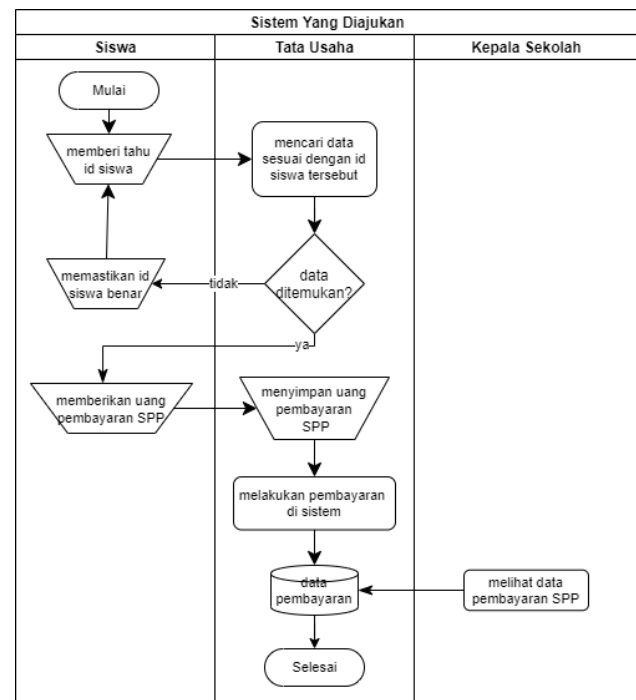 Sistem Yang Diajukan
Siswa
Tata Usaha
Kepala Sekolah
Mulai
memberi tahu
id siswa
mencari data
sesuai dengan id
siswa tersebut
memastikan id
siswa benar
tidak
data
ditemukan?
ya
memberikan uang
pembayaran SPP
menyimpan uang
pembayaran
SPP
melakukan pembayaran
di sistem
data
pembayaran
melihat data
pembayaran SPP
Selesai